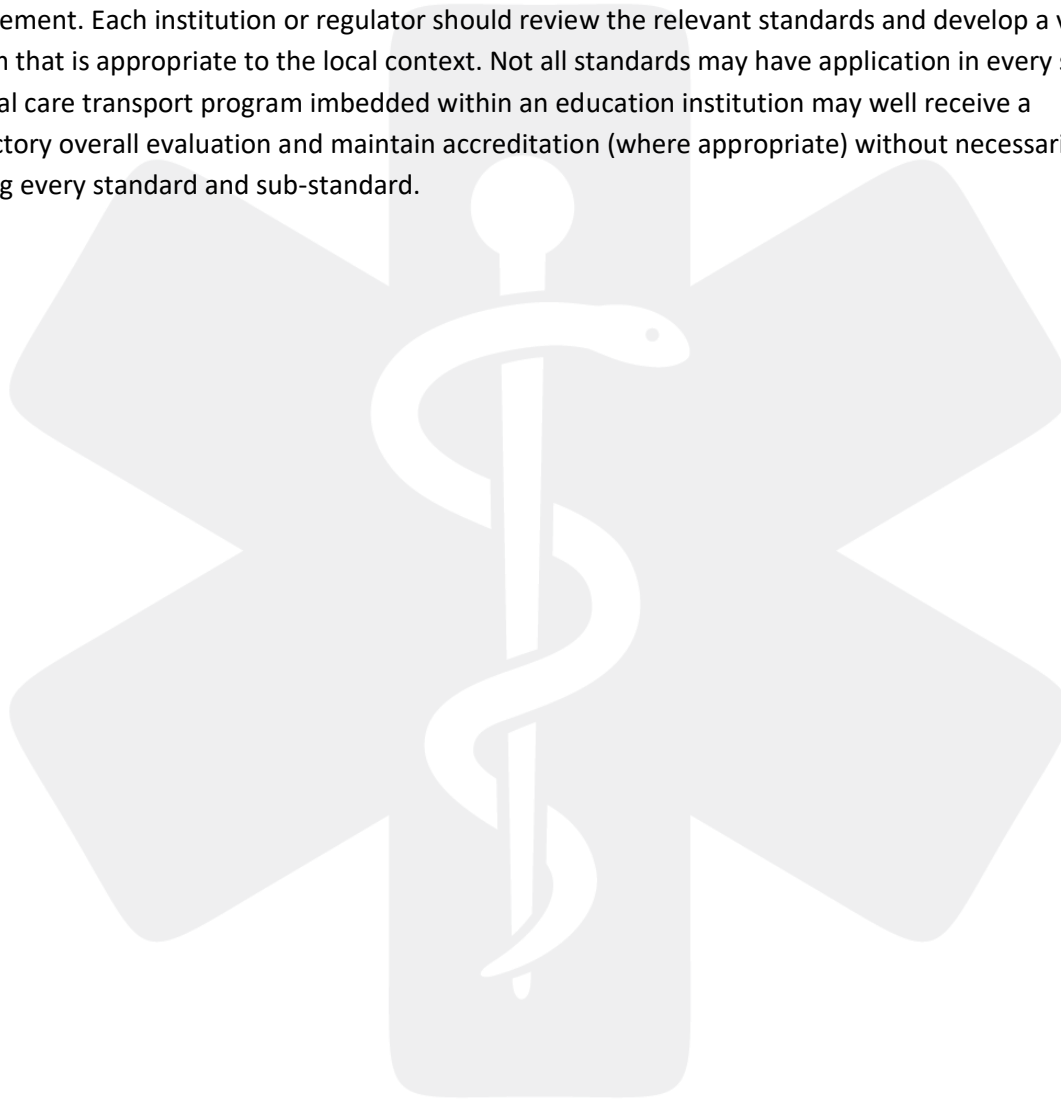 ement. Each institution or regulator should review the relevant standards and develop a v
n that is appropriate to the local context. Not all standards may have application in every s
al care transport program imbedded within an education institution may well receive a
ctory overall evaluation and maintain accreditation (where appropriate) without necessari
g every standard and sub-standard.